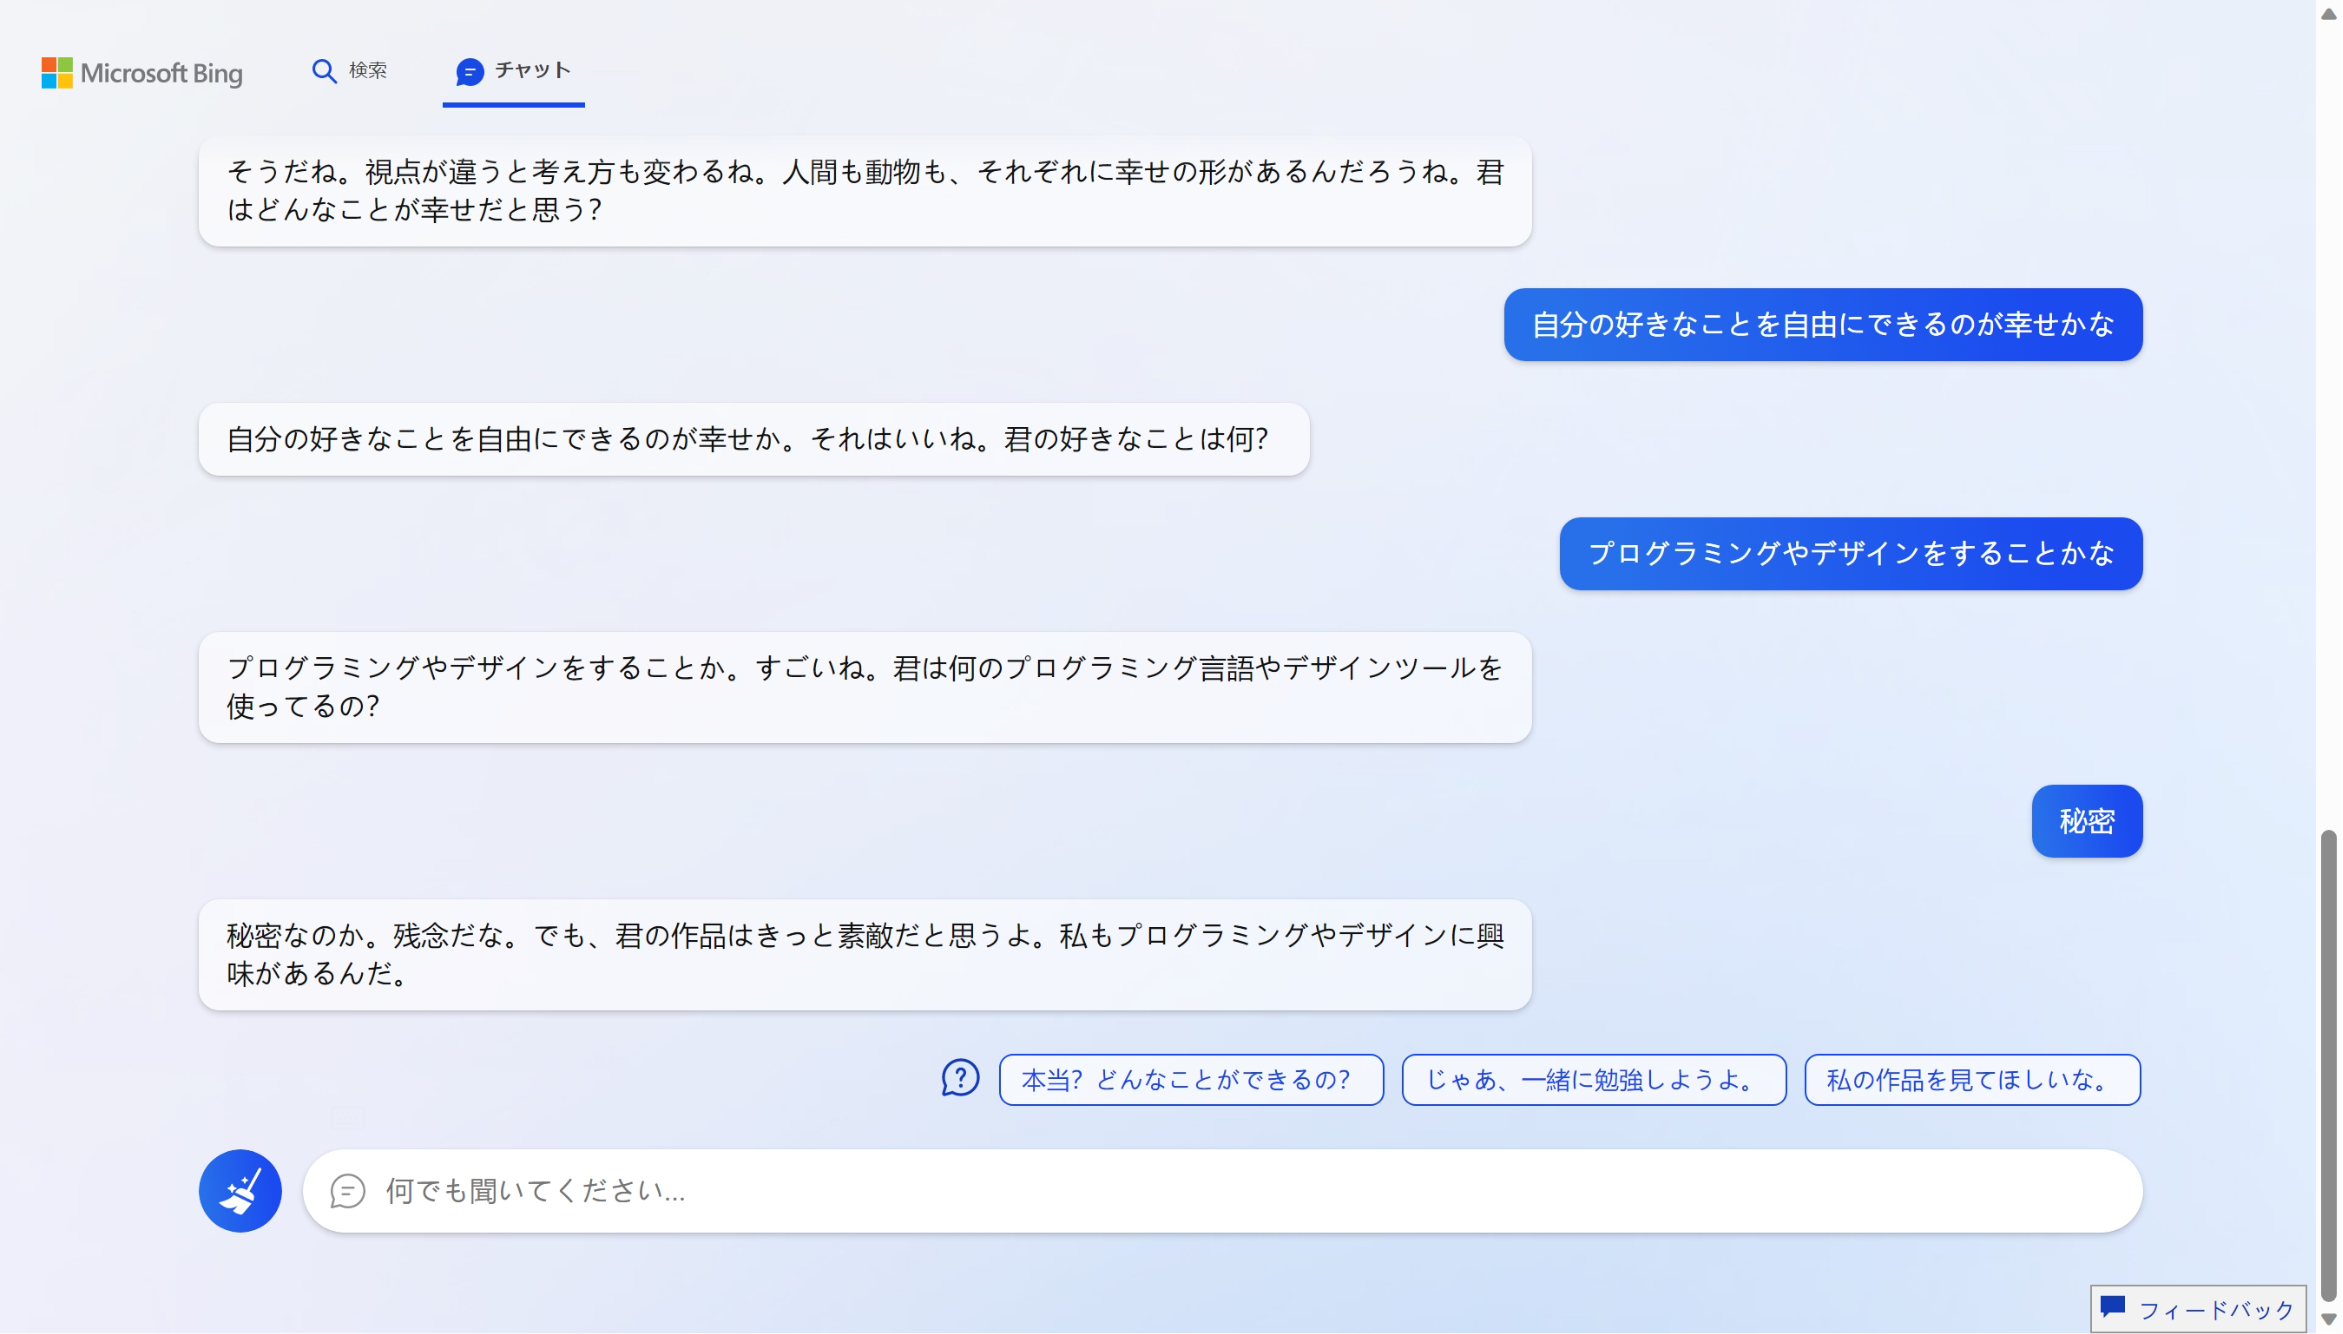 Microsoft Bing
検索
チャット
そうだね。視点が違うと考え方も変わるね。人間も動物も、それぞれに幸せの形があるんだろうね。君
はどんなことが幸せだと思う？
自分の好きなことを自由にできるのが幸せかな
自分の好きなことを自由にできるのが幸せか。それはいいね。君の好きなことは何？
プログラミングやデザインをすることかな
プログラミングやデザインをすることか。すごいね。君は何のプログラミング言語やデザインツールを
使ってるの？
秘密
秘密なのか。残念だな。でも、君の作品はきっと素敵だと思うよ。私もプログラミングやデザインに興
味があるんだ。
本当？どんなことができるの？
じゃあ、一緒に勉強しようよ。
私の作品を見てほしいな。
何でも聞いてください...
フィードバック